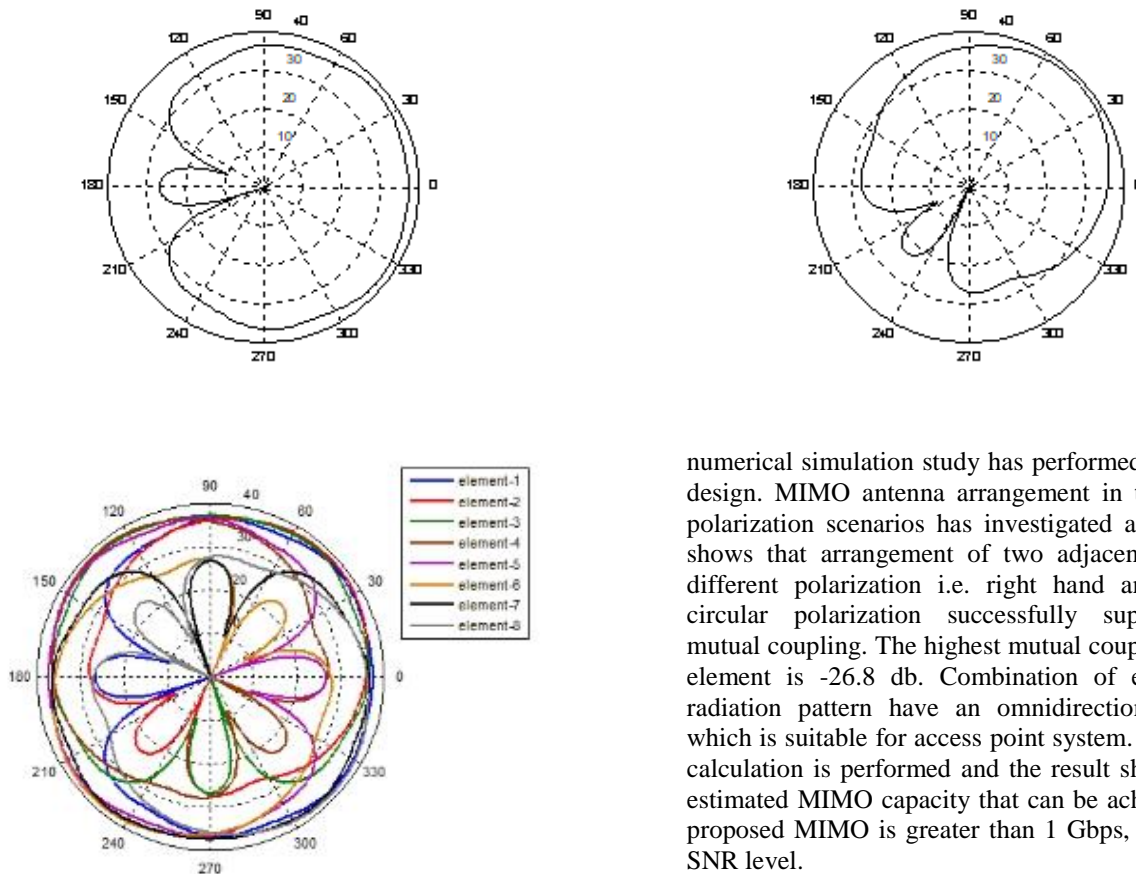 90 40
120 60
30
150 20 30
10
180 0
210 330
240 300
270
90 40
120 60
30
150 20 30
10
180
210 330
240 300
270
element-1
element-2
element-3
element-4
element-5
element-6
element-7
element-8
90 40
120 60
30
150 20 30
180 0
210 330
240 300
270
numerical simulation study has performed
design. MIMO antenna arrangement in t
polarization scenarios has investigated a
shows that arrangement of two adjacen
different polarization i.e. right hand an
circular polarization successfully sup
mutual coupling. The highest mutual coup
element is -26.8 db. Combination of e
radiation pattern have an omnidirection
which is suitable for access point system.
calculation is performed and the result sh
estimated MIMO capacity that can be ach
proposed MIMO is greater than 1 Gbps,
SNR level.